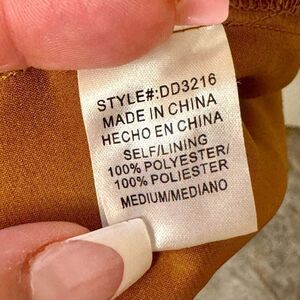 STYLE#:DD3216
MADE IN CHINA
HECHO EN CHINA
SELF/LINING
100% POLYESTER/
100% POLIESTER
MEDIUM/MEDIANO